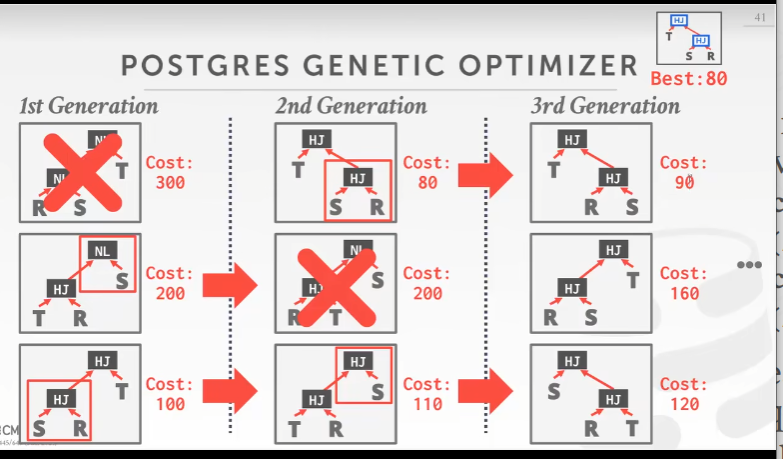 41
HJ
T
HJ
S R
POSTGRES GENETIC OPTIMIZER
Best:80
1st Generation
2nd Generation
3rd Generation
NL
T
NL
R S
Cost:
300
HJ
T
HJ
S R
Cost:
80
HJ
T
HJ
R S
Cost:
90
NL
S
HJ
T R
Cost:
200
NL
S
HJ
R T
Cost:
200
HJ
T
HJ
R S
Cost:
160
HJ
T
HJ
S R
Cost:
100
HJ
S
HJ
T R
Cost:
110
HJ
S
HJ
R T
Cost:
120